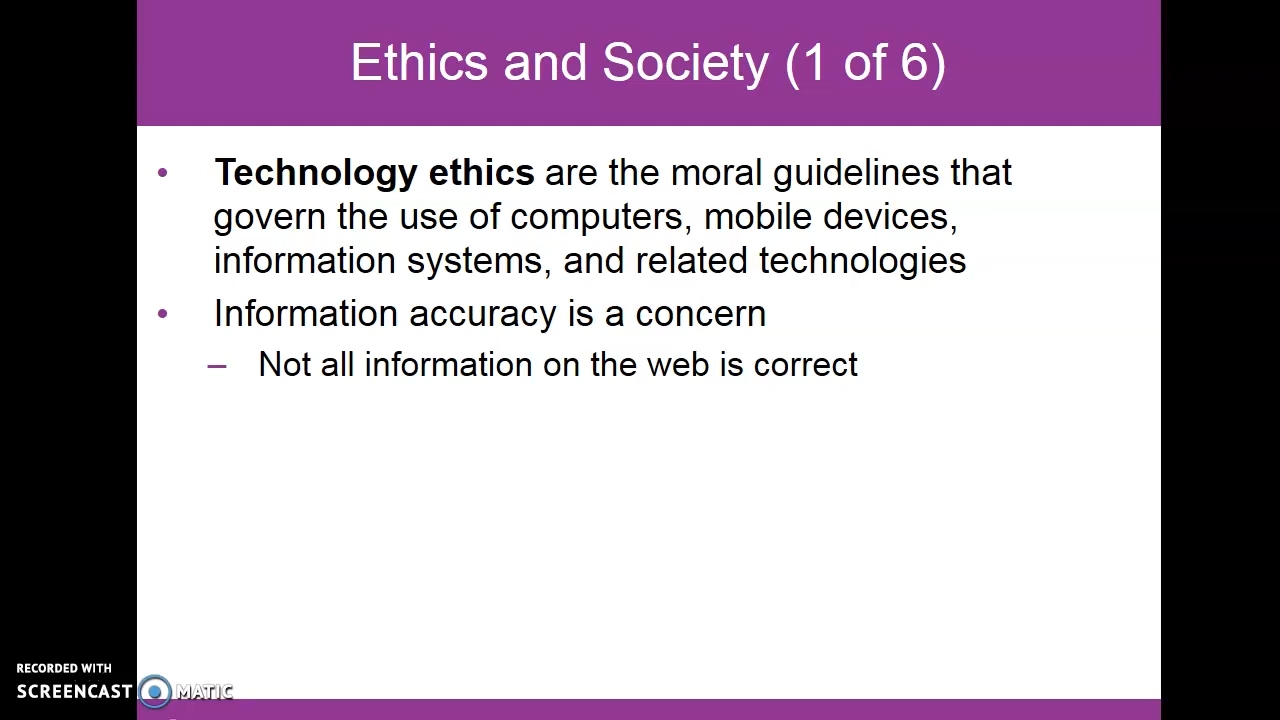 Ethics and Society (1 of 6)
• Technology ethics are the moral guidelines that
govern the use of computers, mobile devices,
information systems, and related technologies
• Information accuracy is a concern
– Not all information on the web is correct
RECORDED WITH
SCREENCAST MATIC